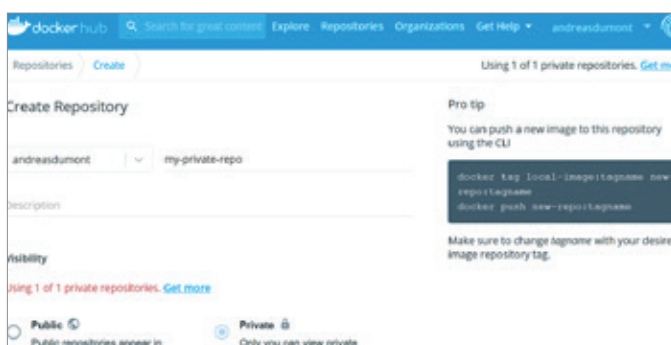 docker hub Search for great content Explore Repositories Organizations Get Help andreasdumont
Repositories Create Using 1 of 1 private repositories. Get
Create Repository
Pro tip
You can push a new image to this repository
using the CLI
andreasdumont my-private-repo
docker tag local-image:tagname new-
repo:tagname
docker push new-repo:tagname
Description
Make sure to change tagname with your desire
image repository tag.
Visibility
Using 1 of 1 private repositories. Get more
Public Private
Public repositories appear in Only you can view private